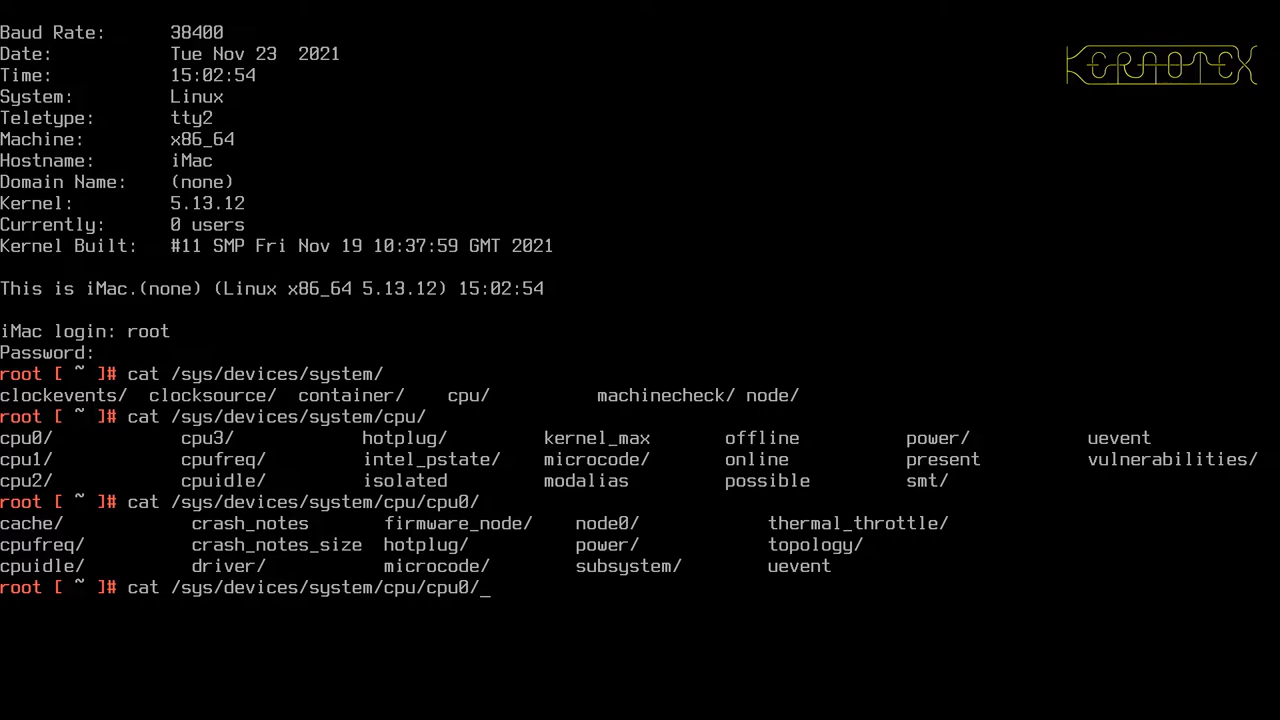 Baud Rate:      38400
Date:           Tue Nov 23  2021
Time:           15:02:54
System:         Linux
Teletype:       tty2
Machine:        x86_64
Hostname:       iMac
Domain Name:    (none)
Kernel:         5.13.12
Currently:      0 users
Kernel Built:   #11 SMP Fri Nov 19 10:37:59 GMT 2021
This is iMac.(none) (Linux x86_64 5.13.12) 15:02:54
iMac login: root
Password:
root [ ~ ]# cat /sys/devices/system/
clockevents/  clocksource/  container/    cpu/          machinecheck/ node/
root [ ~ ]# cat /sys/devices/system/cpu/
cpu0/            cpu3/            hotplug/         kernel_max       offline          power/           uevent
cpu1/            cpufreq/         intel_pstate/    microcode/       online           present          vulnerabilities/
cpu2/            cpuidle/         isolated         modalias         possible         smt/
root [ ~ ]# cat /sys/devices/system/cpu/cpu0/
cache/            crash_notes       firmware_node/    node0/            thermal_throttle/
cpufreq/          crash_notes_size  hotplug/          power/            topology/
cpuidle/          driver/           microcode/        subsystem/        uevent
root [ ~ ]# cat /sys/devices/system/cpu/cpu0/_